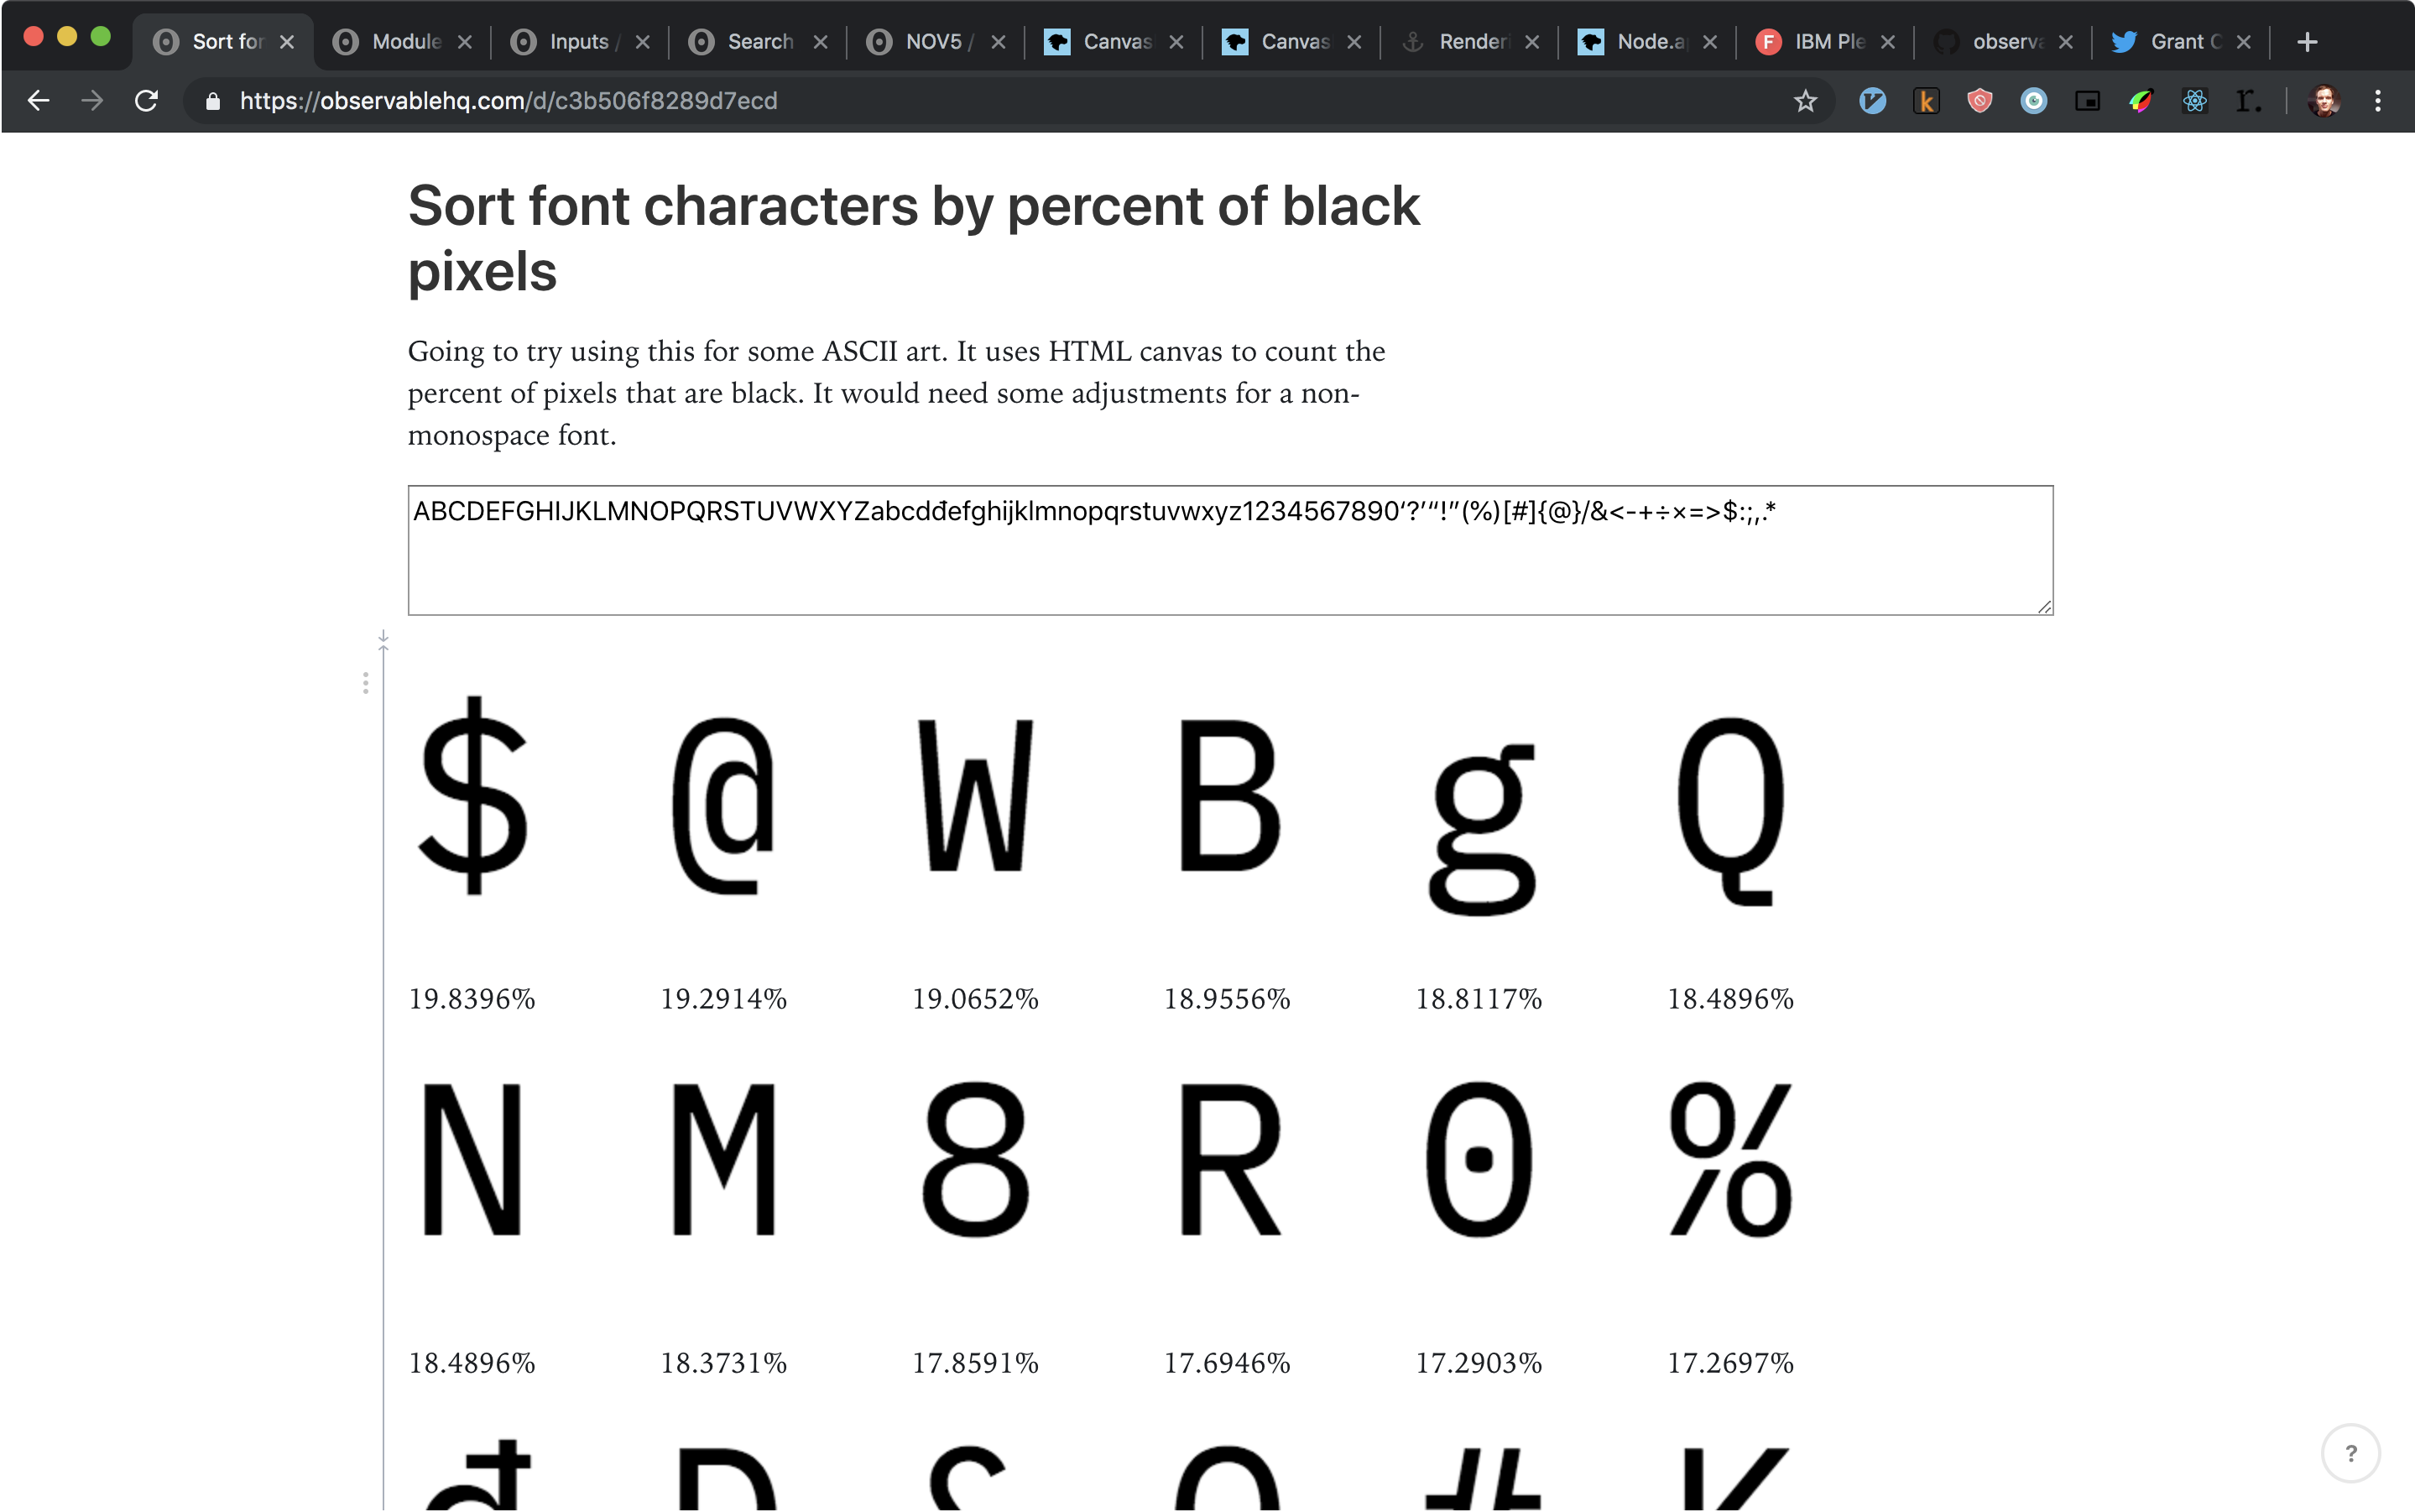 Sort for Module Inputs / Search NOV5 / Canvas Canvas Render Node.a IBM Ple observa Grant
https://observablehq.com/d/c3b506f8289d7ecd
Sort font characters by percent of black
pixels
Going to try using this for some ASCII art. It uses HTML canvas to count the
percent of pixels that are black. It would need some adjustments for a non-
monospace font.
ABCDEFGHIJKLMNOPQRSTUVWXYZabcdđefghijklmnopqrstuvwxyz1234567890‘?’“!”(%)[#]{@}/&<-+÷×=>$:;,.*
$ @ W B g Q
19.8396% 19.2914% 19.0652% 18.9556% 18.8117% 18.4896%
N M 8 R 0 %
18.4896% 18.3731% 17.8591% 17.6946% 17.2903% 17.2697%
đ # K
?